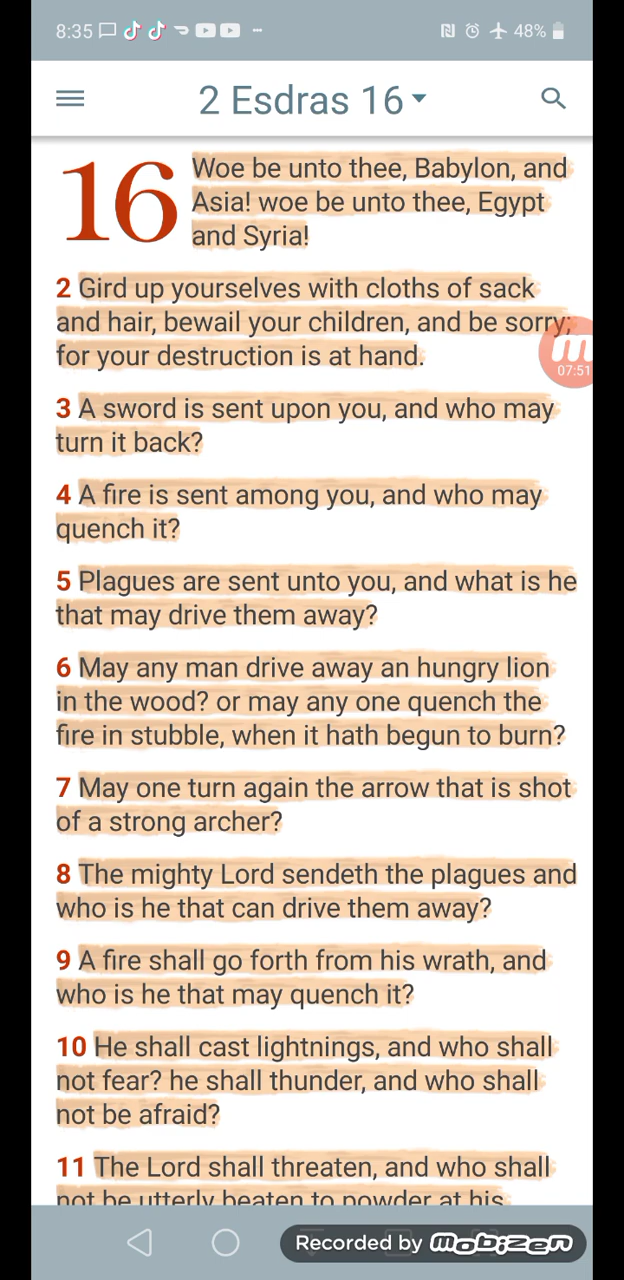 8:35
48%
2 Esdras 16
16 Woe be unto thee, Babylon, and
Asia! woe be unto thee, Egypt
and Syria!
2 Gird up yourselves with cloths of sack
and hair, bewail your children, and be sorry;
for your destruction is at hand.
07:51
3 A sword is sent upon you, and who may
turn it back?
4 A fire is sent among you, and who may
quench it?
5 Plagues are sent unto you, and what is he
that may drive them away?
6 May any man drive away an hungry lion
in the wood? or may any one quench the
fire in stubble, when it hath begun to burn?
7 May one turn again the arrow that is shot
of a strong archer?
8 The mighty Lord sendeth the plagues and
who is he that can drive them away?
9 A fire shall go forth from his wrath, and
who is he that may quench it?
10 He shall cast lightnings, and who shall
not fear? he shall thunder, and who shall
not be afraid?
11 The Lord shall threaten, and who shall
not be utterly beaten to powder at his
Recorded by mobizen